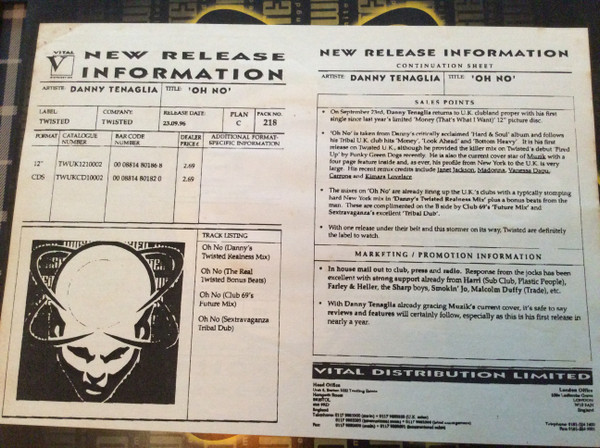 VITAL
NEW RELEASE
INFORMATION
ARTISTE: DANNY TENAGLIA TITLE: 'OH NO'
LABEL: COMPANY: RELEASE DATE: PLAN PACK NO.
TWISTED TWISTED 23.09.96 C 218
FORMAT CATALOGUE NUMBER BAR CODE NUMBER DEALER PRICE £ ADDITIONAL FORMAT-SPECIFIC INFORMATION
12" TWUK1210002 00 08814 80186 8 2.69
CDS TWUKCD10002 00 08814 80182 0 2.69
TRACK LISTING
Oh No (Danny's
Twisted Realness Mix)
Oh No (The Real
Twisted Bonus Beats)
Oh No (Club 69's
Future Mix)
Oh No (Sextravaganza
Tribal Dub)
NEW RELEASE INFORMATION
CONTINUATION SHEET
ARTISTE: DANNY TENAGLIA TITLE: 'OH NO'
SALES POINTS
• On September 23rd, Danny Tenaglia returns to U.K. clubland proper with his first
single since last year's limited 'Money (That's What I Want)' 12" picture disc.
• 'Oh No' is taken from Danny's critically acclaimed 'Hard & Soul' album and follows
his Tribal U.K. club hits 'Money', 'Look Ahead' and 'Bottom Heavy'. It is his first
release on Twisted U.K. although he provided the killer mix on Twisted's debut 'Fired
Up' by Funky Green Dogs recently. He is also the current cover star of Muzik with a
four page feature inside and, as ever, his profile from New York to the U.K. is very
large. His recent remix credits include Janet Jackson, Madonna, Vanessa Daou,
Garrone and Kimara Lovelace
• The mixes on 'Oh No' are already firing up the U.K.'s clubs with a typically stomping
hard New York mix in 'Danny's Twisted Realness Mix' plus a bonus beats from the
man. These are complimented on the B side by Club 69's 'Future Mix' and
Sextravaganza's excellent 'Tribal Dub'.
• With one release under their belt and this stormer on its way, Twisted are definitely
the label to watch.
MARKETING / PROMOTION INFORMATION
• In house mail out to club, press and radio. Response from the jocks has been
excellent with strong support already from Harri (Sub Club, Plastic People),
Farley & Heller, the Sharp boys, Smokin' Jo, Malcolm Duffy (Trade), etc.
• With Danny Tenaglia already gracing Muzik's current cover, it's safe to say
reviews and features will certainly follow, especially as this is his first release in
nearly a year.
VITAL DISTRIBUTION LIMITED
Head Office London Office
BRISTOL LONDON
England England